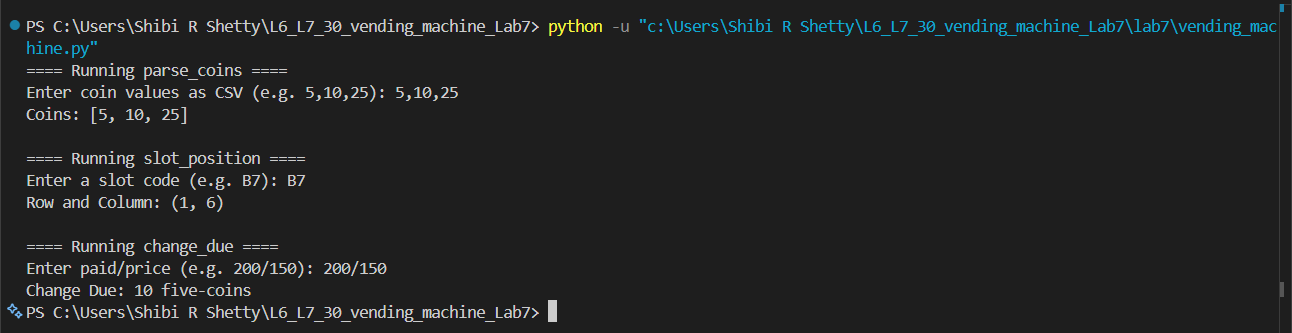 PS C:\Users\Shibi R Shetty\L6_L7_30_vending_machine_Lab7> python -u "c:\Users\Shibi R Shetty\L6_L7_30_vending_machine_Lab7\lab7\vending_mac
hine.py"
==== Running parse_coins ====
Enter coin values as CSV (e.g. 5,10,25): 5,10,25
Coins: [5, 10, 25]

==== Running slot_position ====
Enter a slot code (e.g. B7): B7
Row and Column: (1, 6)

==== Running change_due ====
Enter paid/price (e.g. 200/150): 200/150
Change Due: 10 five-coins
PS C:\Users\Shibi R Shetty\L6_L7_30_vending_machine_Lab7>